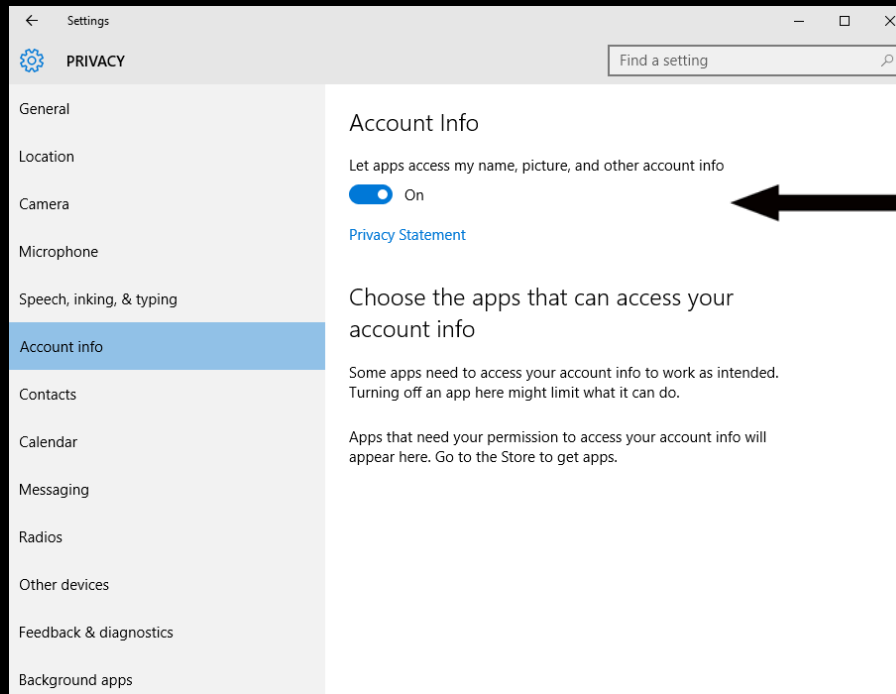 Settings
PRIVACY
Find a setting
General
Location
Camera
Microphone
Speech, inking, & typing
Account info
Contacts
Calendar
Messaging
Radios
Other devices
Feedback & diagnostics
Background apps
Account Info
Let apps access my name, picture, and other account info
On
Privacy Statement
Choose the apps that can access your
account info
Some apps need to access your account info to work as intended.
Turning off an app here might limit what it can do.
Apps that need your permission to access your account info will
appear here. Go to the Store to get apps.